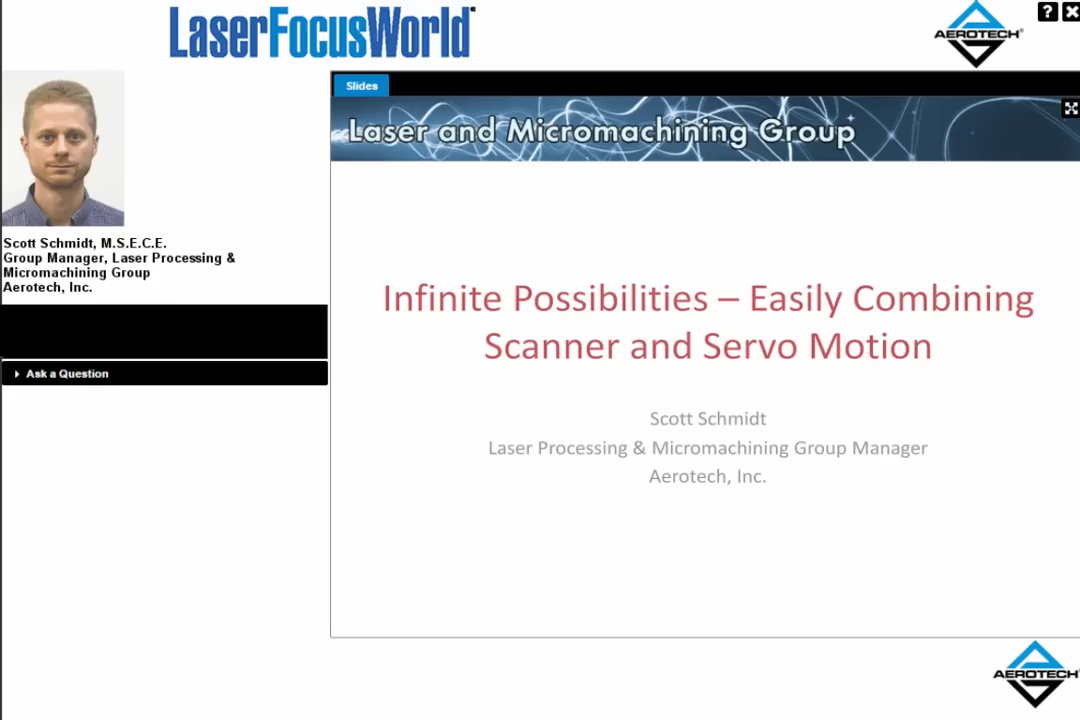 LaserFocusWorld
AEROTECH
?
Slides
Laser and Micromachining Group
Scott Schmidt, M.S.E.C.E.
Group Manager, Laser Processing &
Micromachining Group
Aerotech, Inc.
Ask a Question
Infinite Possibilities – Easily Combining
Scanner and Servo Motion
Scott Schmidt
Laser Processing & Micromachining Group Manager
Aerotech, Inc.
AEROTECH